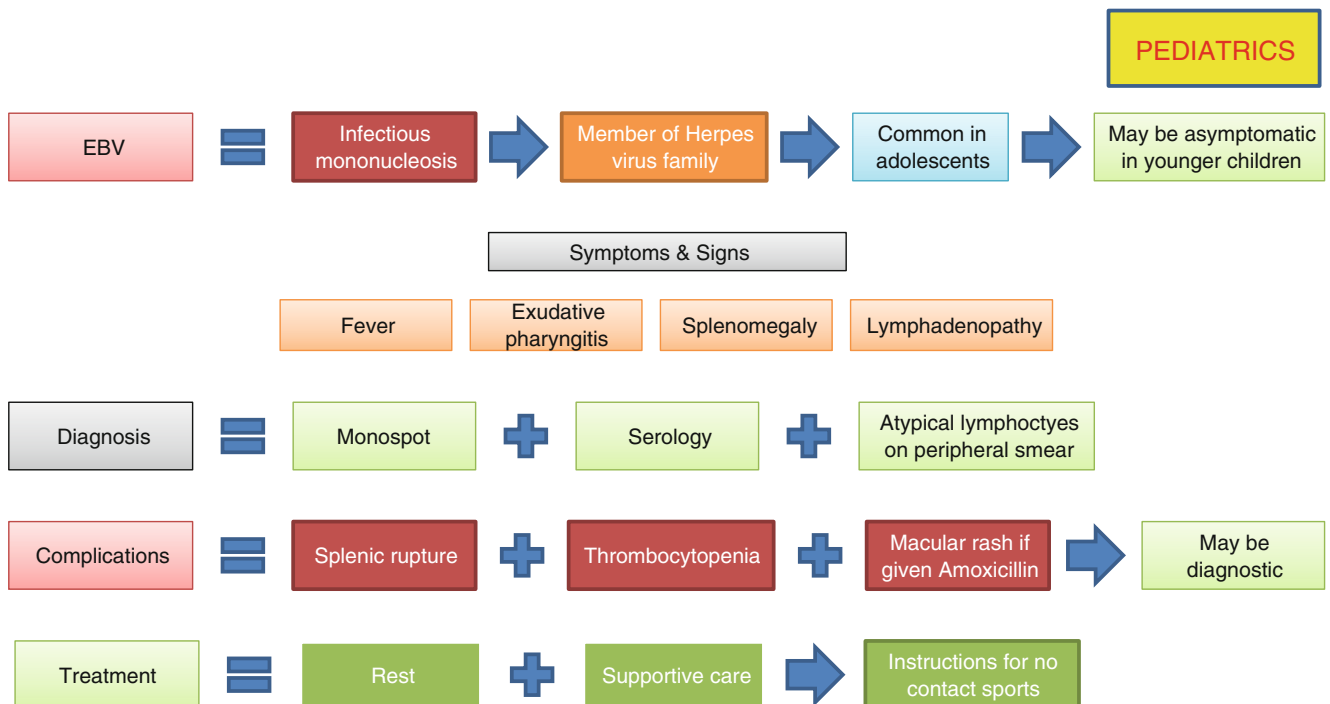 PEDIATRICS
EBV
Infectious
mononucleosis
Member of Herpes
virus family
Common in
adolescents
May be asymptomatic
in younger children
Symptoms & Signs
Fever
Exudative
pharyngitis
Splenomegaly
Lymphadenopathy
Diagnosis
Monospot
Serology
Atypical lymphoctyes
on peripheral smear
Complications
Splenic rupture
Thrombocytopenia
Macular rash if
given Amoxicillin
May be
diagnostic
Treatment
Rest
Supportive care
Instructions for no
contact sports